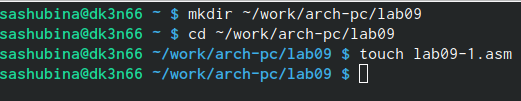 sashubina@dk3n66 ~ $ mkdir ~/work/arch-pc/lab09
sashubina@dk3n66 ~ $ cd ~/work/arch-pc/lab09
sashubina@dk3n66 ~/work/arch-pc/lab09 $ touch lab09-1.asm
sashubina@dk3n66 ~/work/arch-pc/lab09 $